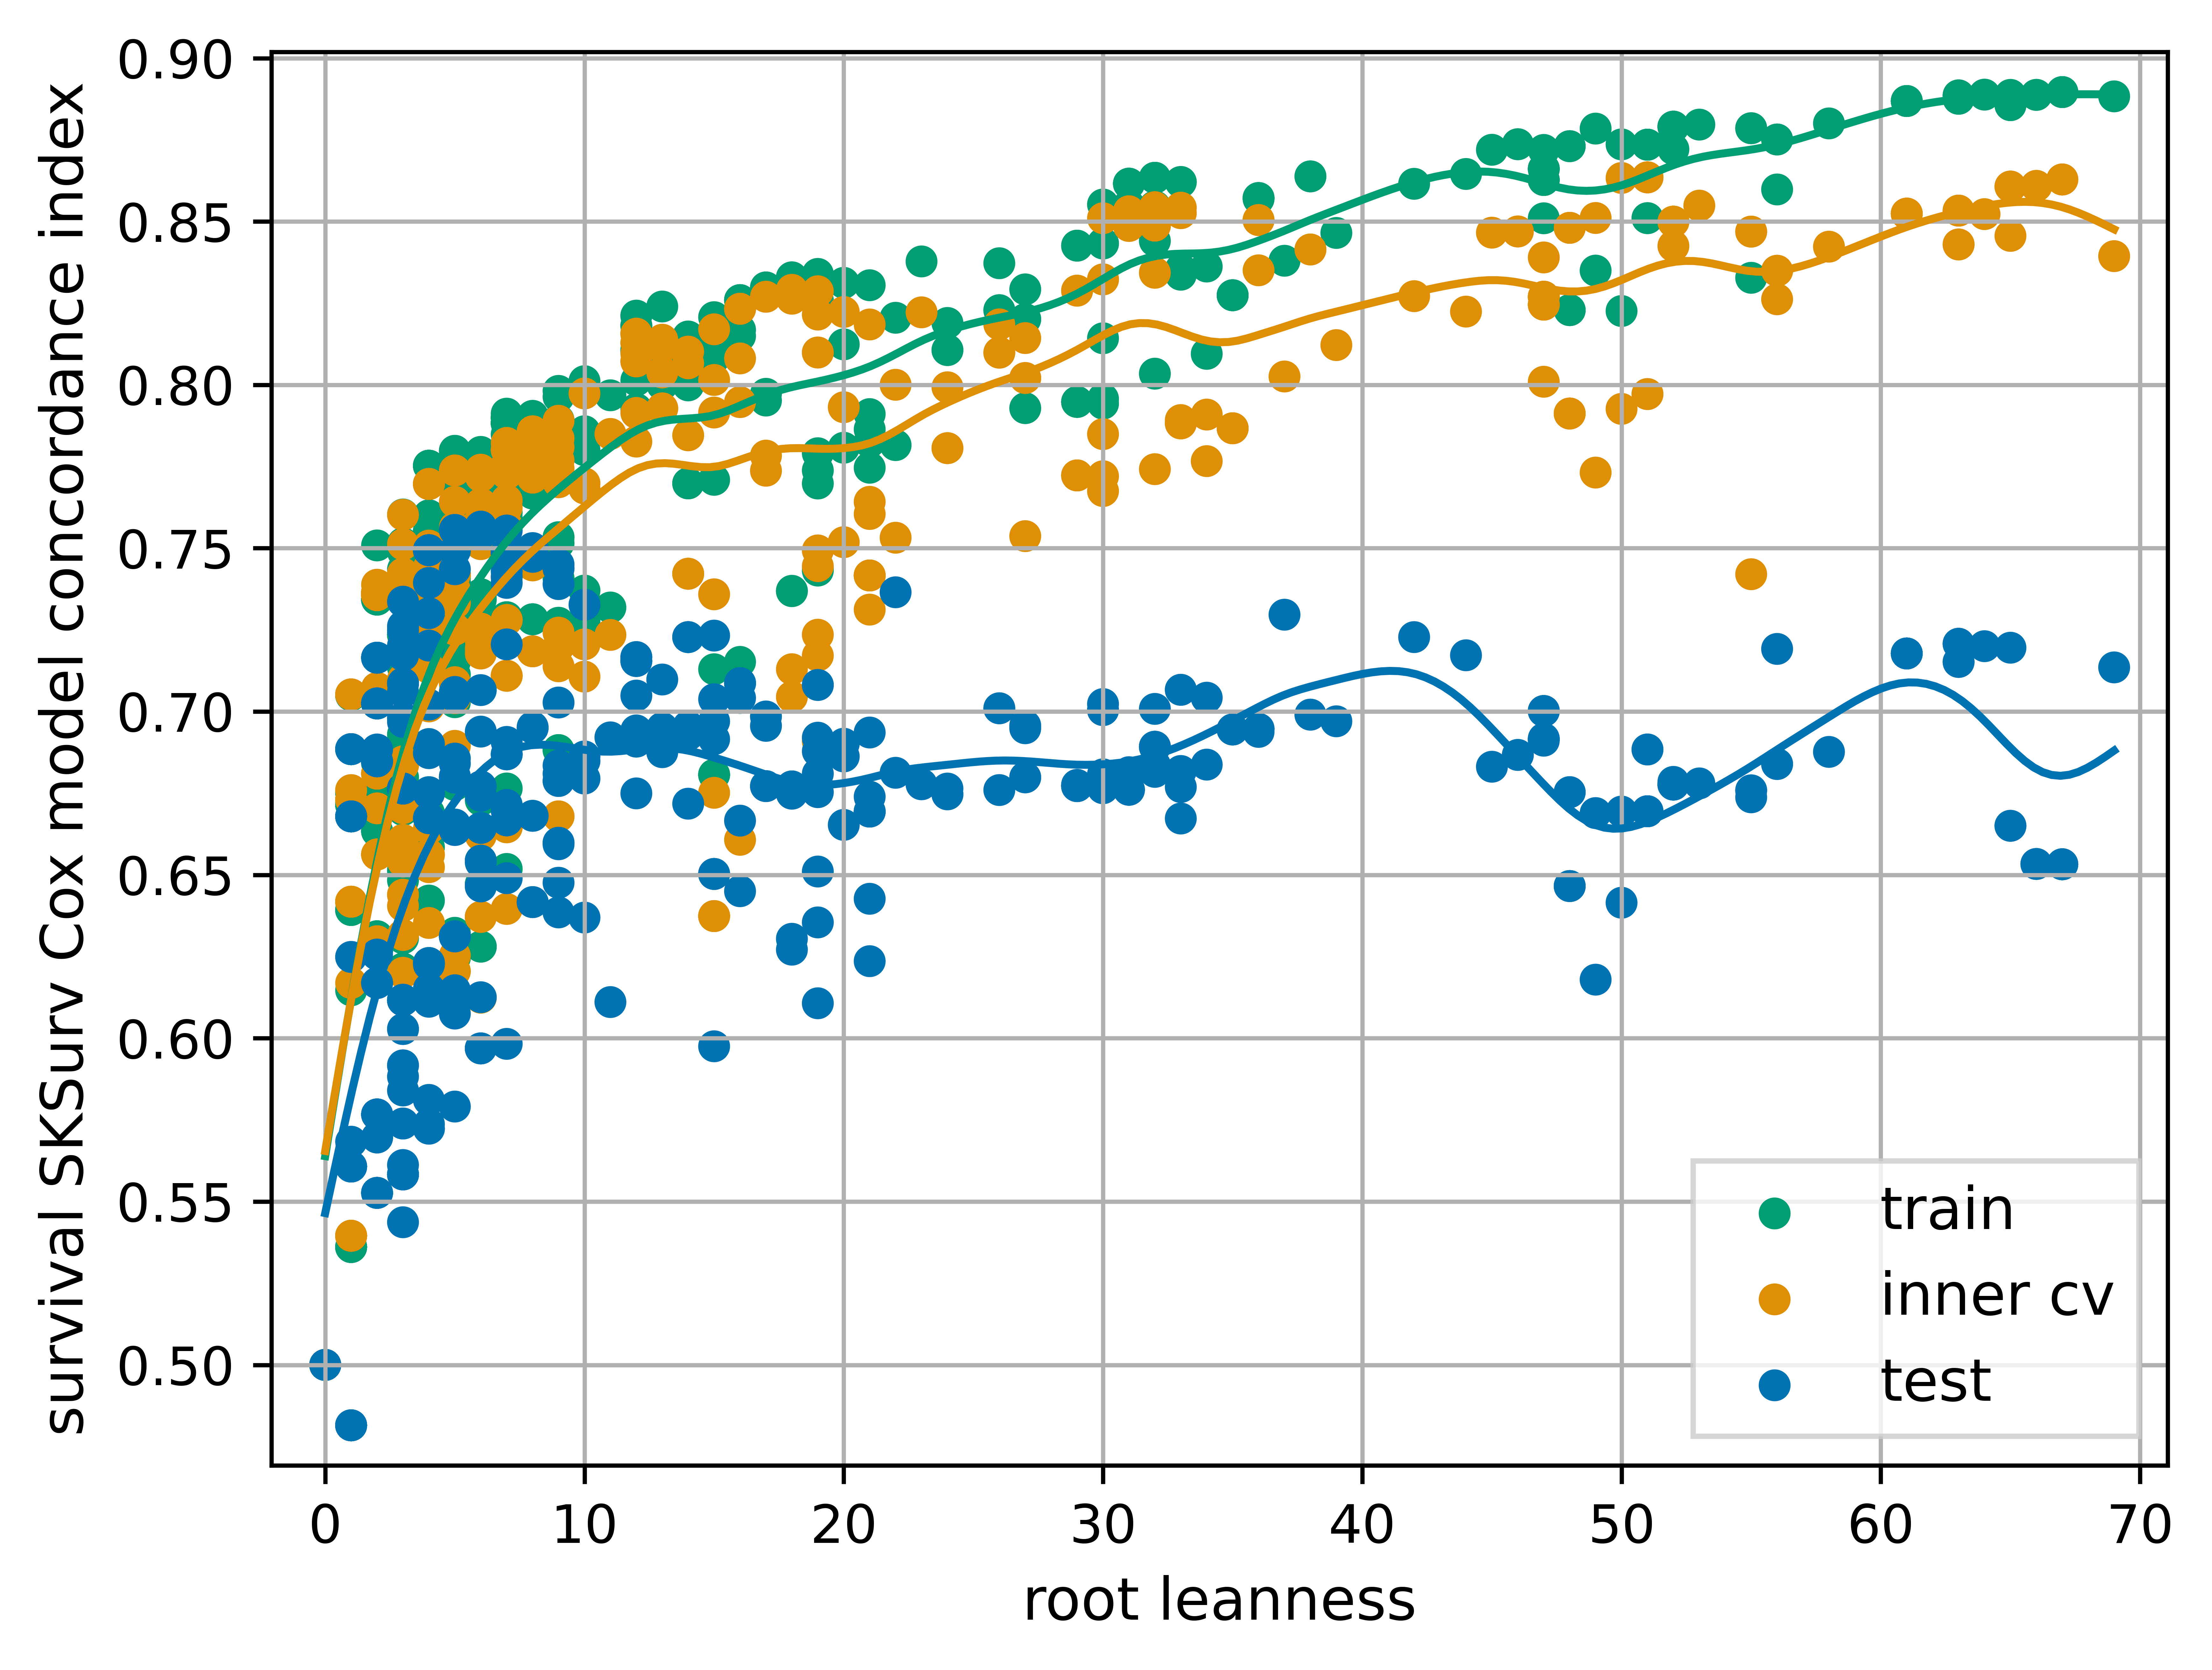 survival SKSurv Cox model concordance index
0.90
0.85
0.80
0.75
0.70
0.65
0.60
0.55
0.50
train
inner cv
test
0 10 20 30 40 50 60 70
root leanness